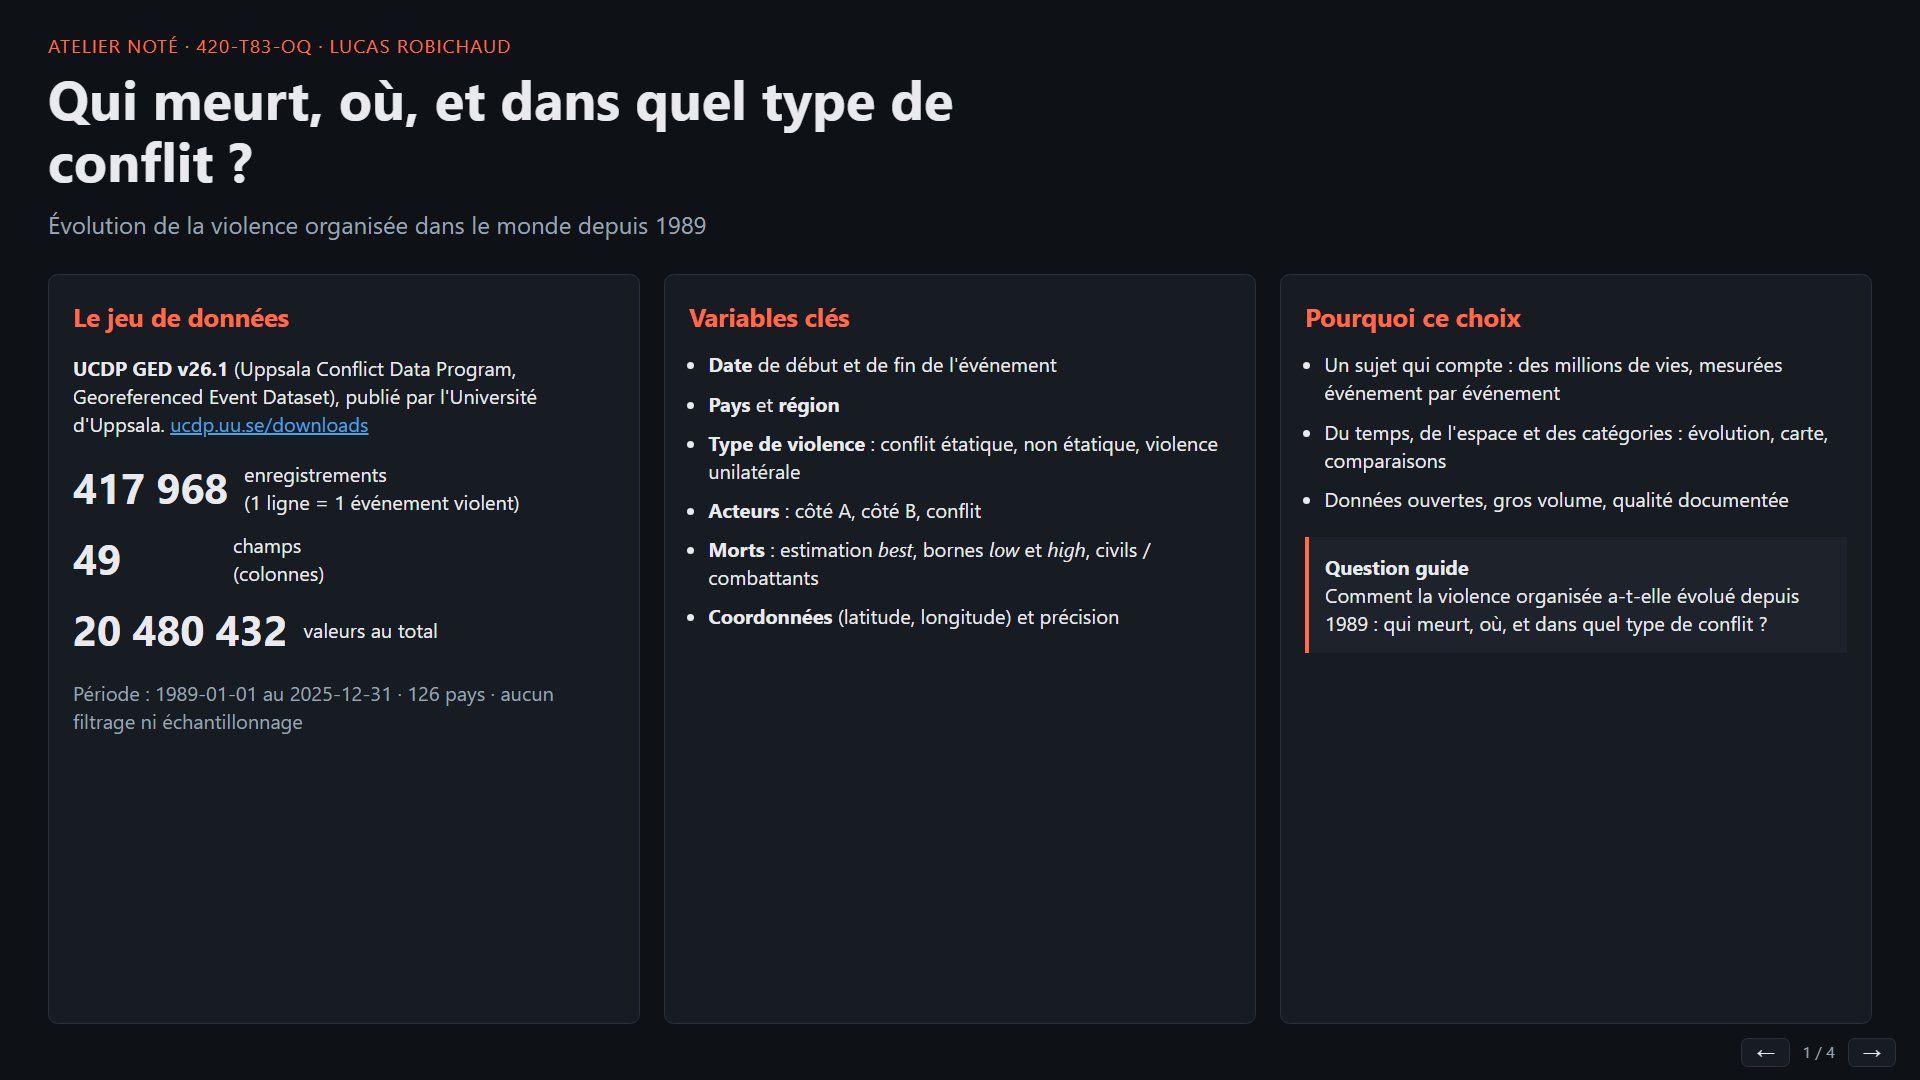 ATELIER NOTÉ · 420-T83-OQ · LUCAS ROBICHAUD
Qui meurt, où, et dans quel type de
conflit ?
Évolution de la violence organisée dans le monde depuis 1989
Le jeu de données
UCDP GED v26.1 (Uppsala Conflict Data Program,
Georeferenced Event Dataset), publié par l'Université
d'Uppsala. ucdp.uu.se/downloads
417 968 enregistrements
(1 ligne = 1 événement violent)
49 champs
(colonnes)
20 480 432 valeurs au total
Période : 1989-01-01 au 2025-12-31 · 126 pays · aucun
filtrage ni échantillonnage
Variables clés
• Date de début et de fin de l'événement
• Pays et région
• Type de violence : conflit étatique, non étatique, violence
unilatérale
• Acteurs : côté A, côté B, conflit
• Morts : estimation best, bornes low et high, civils /
combattants
• Coordonnées (latitude, longitude) et précision
Pourquoi ce choix
• Un sujet qui compte : des millions de vies, mesurées
événement par événement
• Du temps, de l'espace et des catégories : évolution, carte,
comparaisons
• Données ouvertes, gros volume, qualité documentée
Question guide
Comment la violence organisée a-t-elle évolué depuis
1989 : qui meurt, où, et dans quel type de conflit ?
← 1 / 4 →